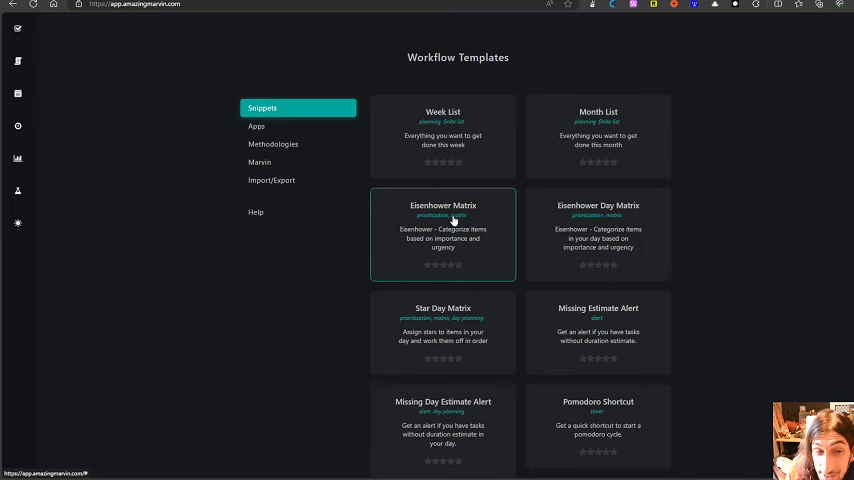 https://app.amazingmarvin.com
Workflow Templates
Snippets
Apps
Methodologies
Marvin
Import/Export
Help
Week List
planning finite list
Everything you want to get
done this week
Month List
planning finite list
Everything you want to get
done this month
Eisenhower Matrix
prioritization, matrix
Eisenhower - Categorize items
based on importance and
urgency
Eisenhower Day Matrix
prioritization, matrix
Eisenhower - Categorize items
in your day based on
importance and urgency
Star Day Matrix
prioritization, matrix, day planning
Assign stars to items in your
day and work them off in order
Missing Estimate Alert
alert
Get an alert if you have tasks
without duration estimate.
Missing Day Estimate Alert
alert day planning
Get an alert if you have tasks
without duration estimate in
your day.
Pomodoro Shortcut
timer
Get a quick shortcut to start a
pomodoro cycle.
https://app.amazingmarvin.com/#